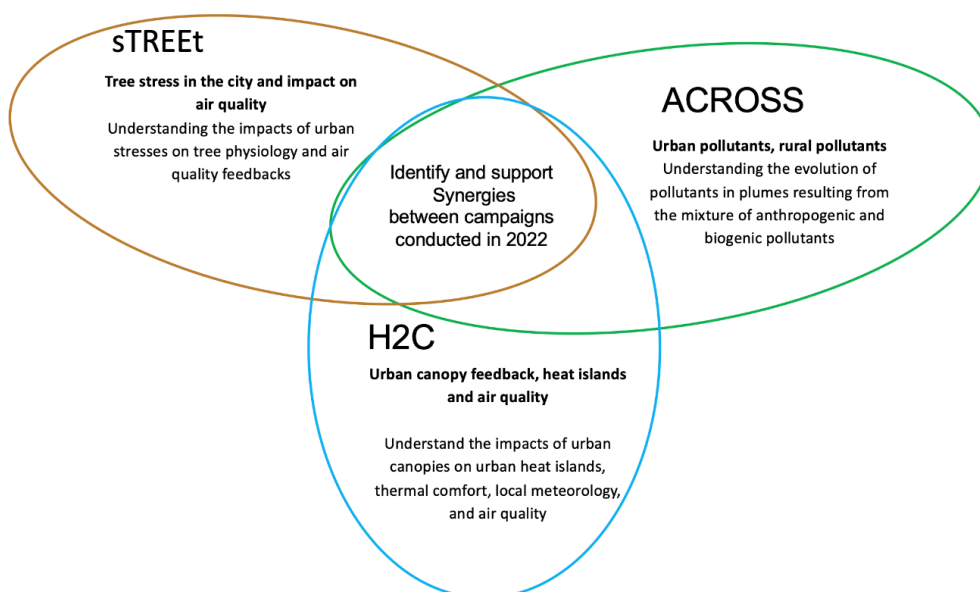 sTREEt
Tree stress in the city and impact on
air quality
Understanding the impacts of urban
stresses on tree physiology and air
quality feedbacks
ACROSS
Urban pollutants, rural pollutants
Understanding the evolution of
pollutants in plumes resulting from
the mixture of anthropogenic and
biogenic pollutants
Identify and support
Synergies
between campaigns
conducted in 2022
H2C
Urban canopy feedback, heat islands
and air quality
Understand the impacts of urban
canopies on urban heat islands,
thermal comfort, local meteorology,
and air quality